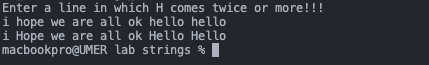 Enter a line in which H comes twice or more!!!
i hope we are all ok hello hello
i Hope we are all ok Hello Hello
macbookpro@UMER lab strings %